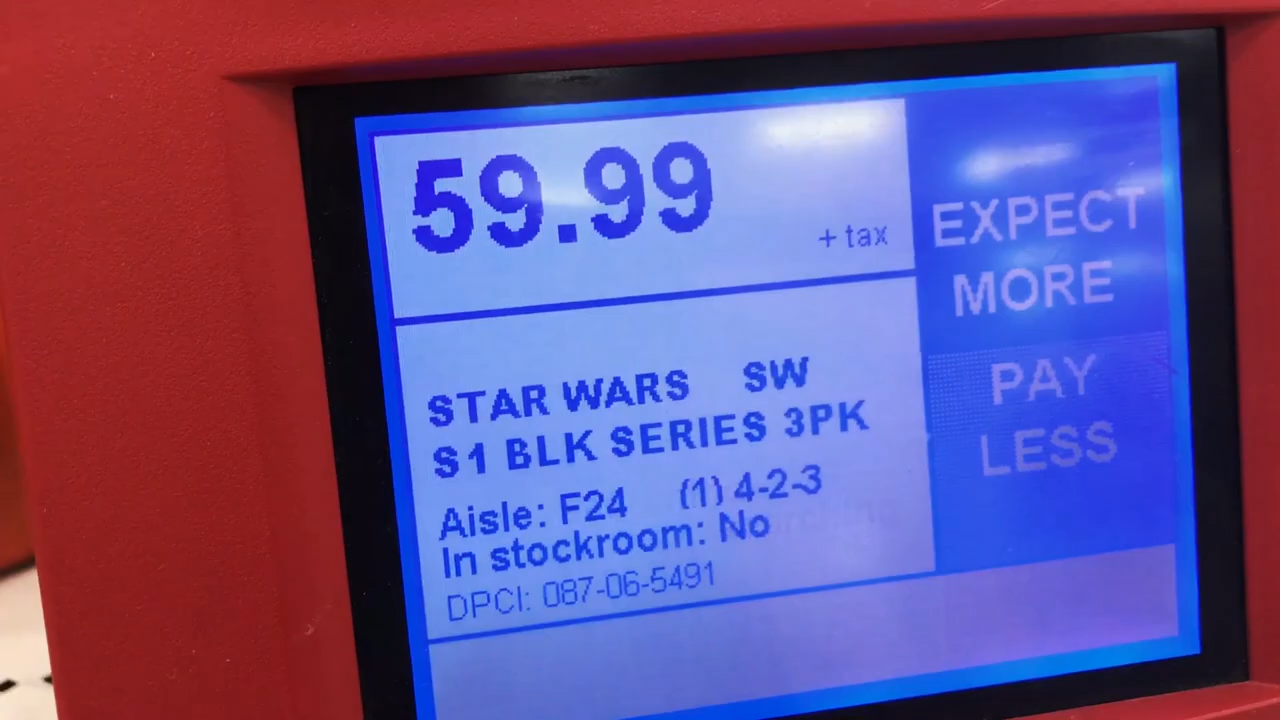 59.99
+ tax
STAR WARS SW
S1 BLK SERIES 3PK
Aisle: F24 (1) 4-2-3
In stockroom: No
DPCI: 087-06-5491
EXPECT
MORE
PAY
LESS